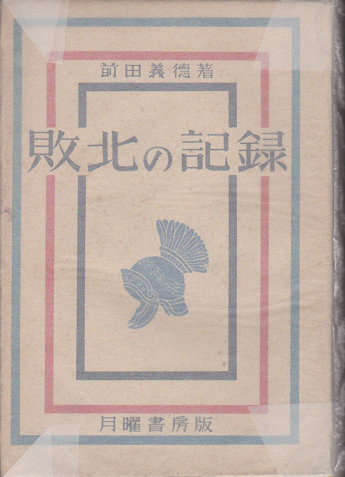 前田義德著
敗北の記録
月曜書房版